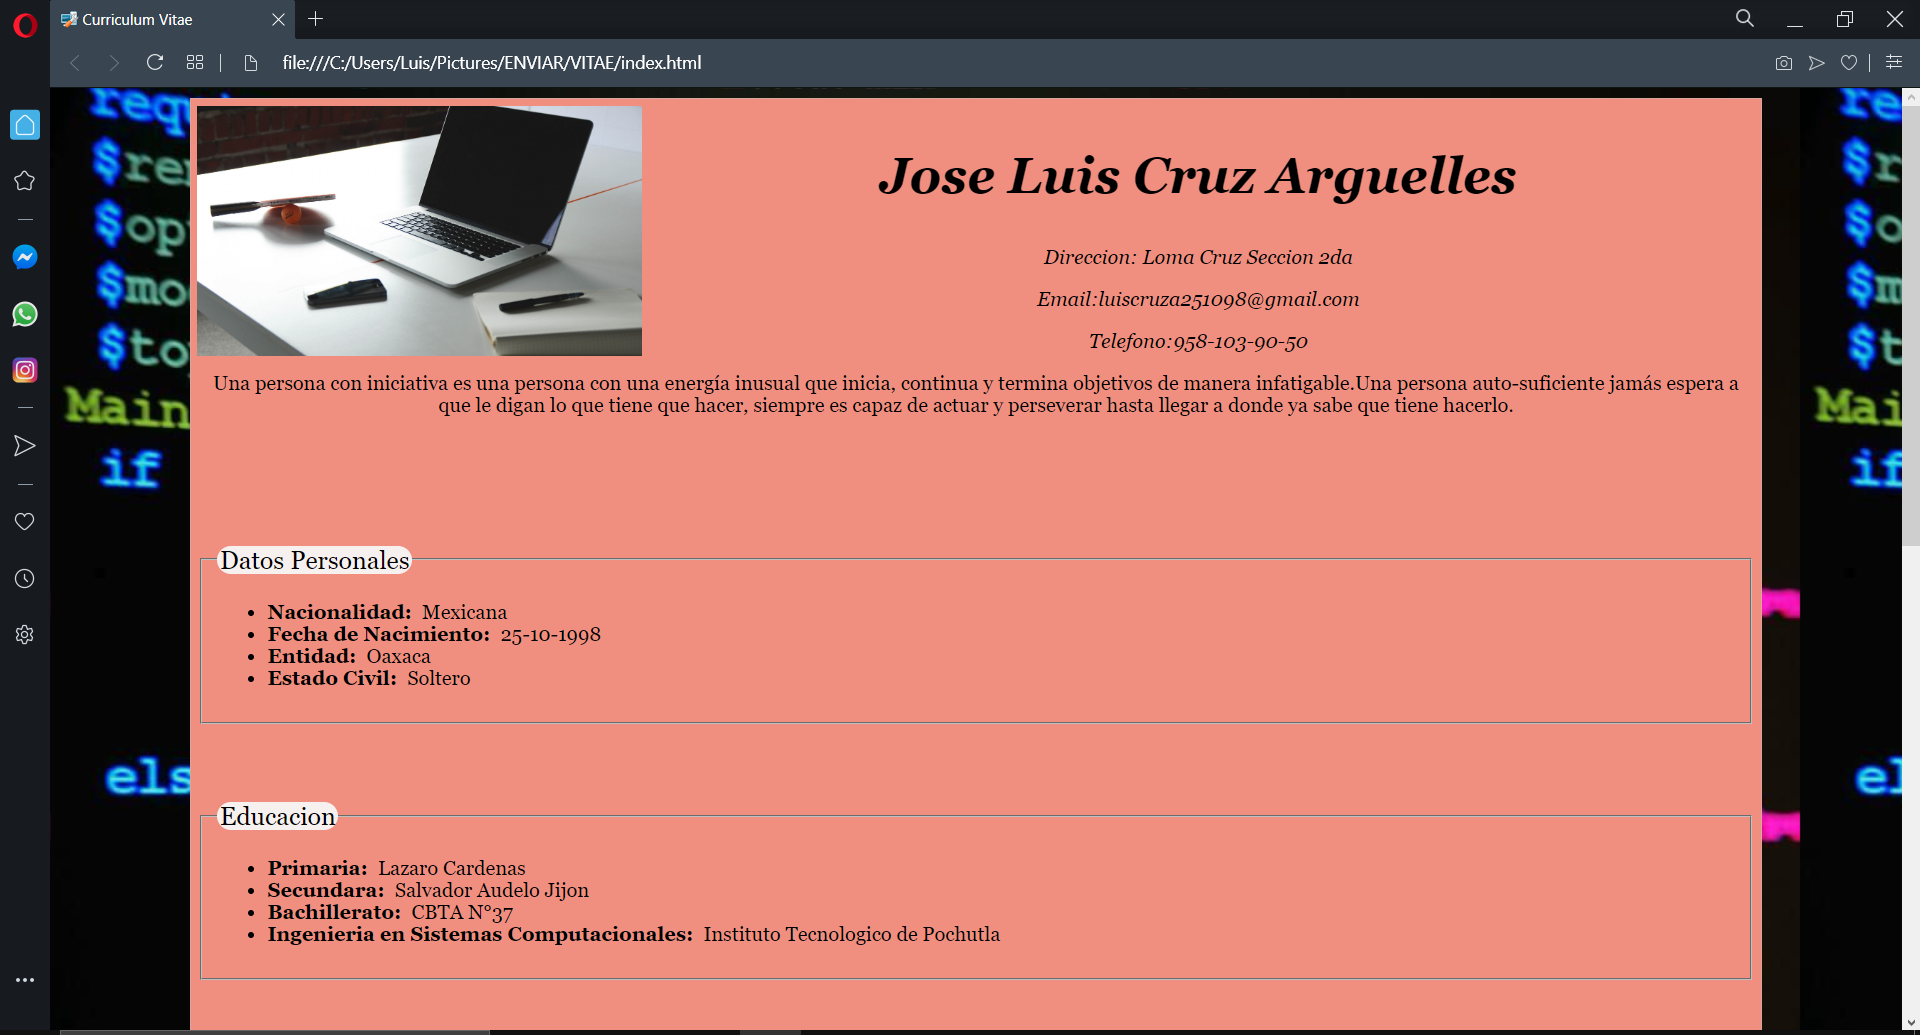 Curriculum Vitae
file:///C:/Users/Luis/Pictures/ENVIAR/VITAE/index.html
Jose Luis Cruz Arguelles
Direccion: Loma Cruz Seccion 2da
Email:luiscruza251098@gmail.com
Telefono:958-103-90-50
Una persona con iniciativa es una persona con una energía inusual que inicia, continua y termina objetivos de manera infatigable.Una persona auto-suficiente jamás espera a
que le digan lo que tiene que hacer, siempre es capaz de actuar y perseverar hasta llegar a donde ya sabe que tiene hacerlo.
Datos Personales
• Nacionalidad: Mexicana
• Fecha de Nacimiento: 25-10-1998
• Entidad: Oaxaca
• Estado Civil: Soltero
Educacion
• Primaria: Lazaro Cardenas
• Secundara: Salvador Audelo Jijon
• Bachillerato: CBTA N°37
• Ingenieria en Sistemas Computacionales: Instituto Tecnologico de Pochutla
$op
$mo
Main
if
els
re
$r
$o
$m
$t
Mai
if
el